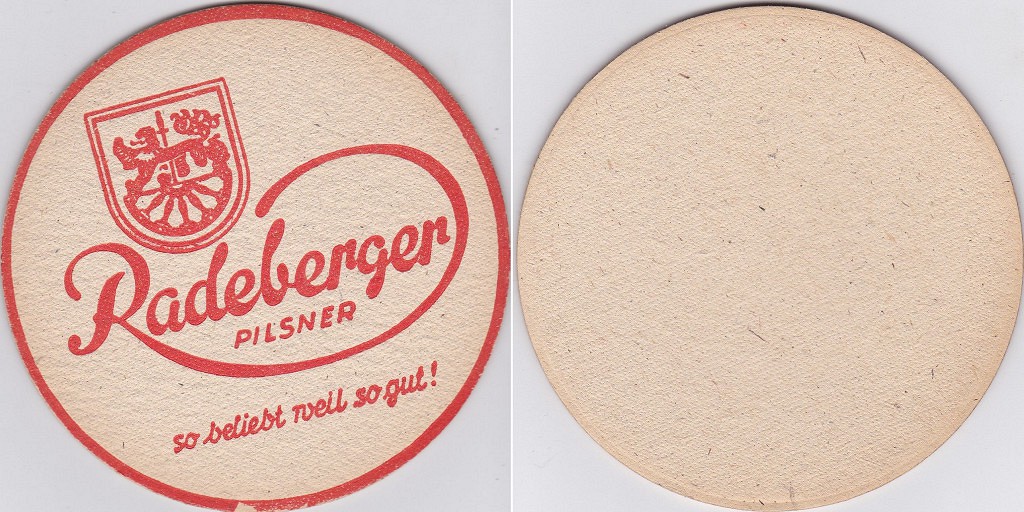 Radeberger
PILSNER
so beliebt weil so gut!